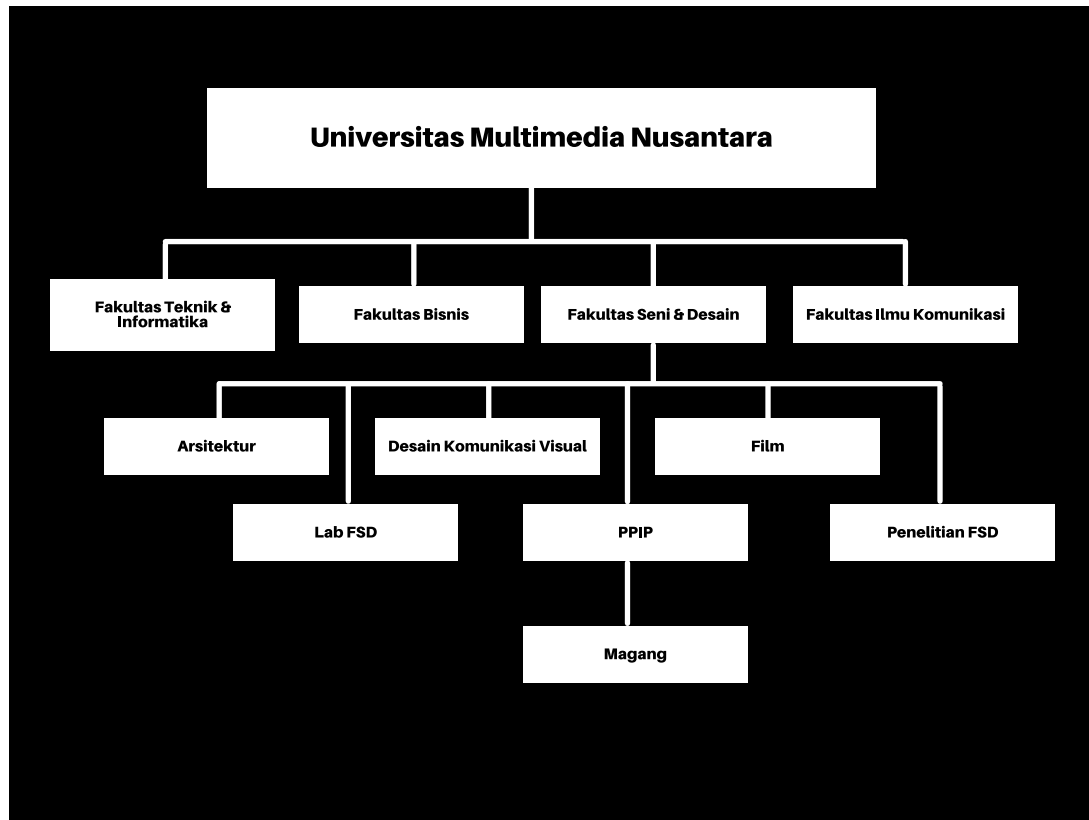 Universitas Multimedia Nusantara
Fakultas Teknik &
Informatika
Fakultas Bisnis
Fakultas Seni & Desain
Fakultas Ilmu Komunikasi
Arsitektur
Desain Komunikasi Visual
Film
Lab FSD
PPIP
Penelitian FSD
Magang